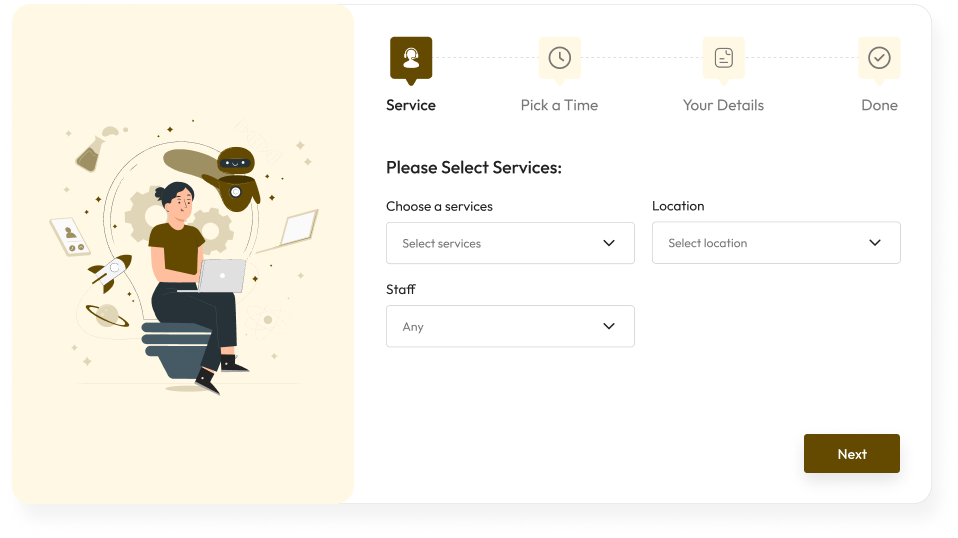 Service
Pick a Time
Your Details
Done
Please Select Services:
Choose a services
Location
Select services
Select location
Staff
Any
Next